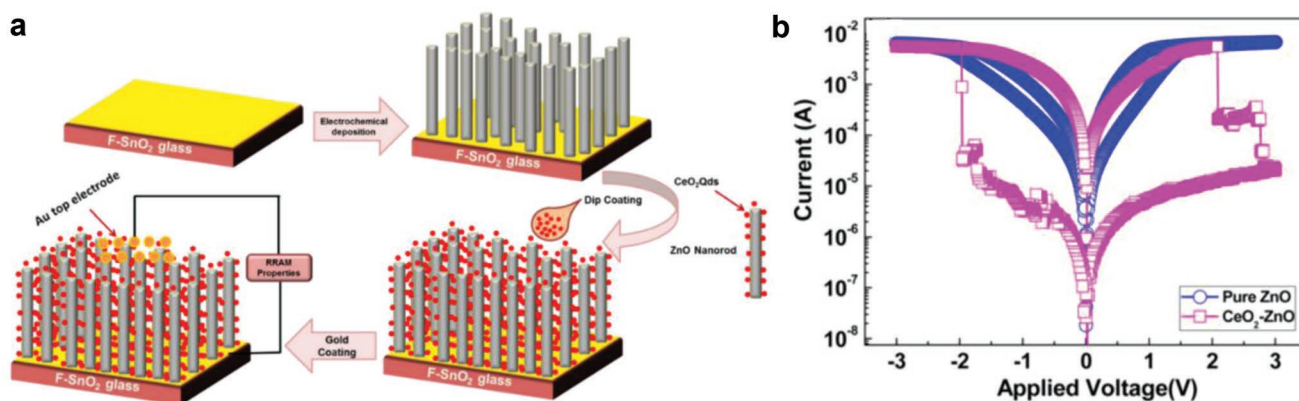 a
F-SnO₂ glass
Electrochemical
deposition
F-SnO₂ glass
CeO₂Qds
Dip Coating
ZnO Nanorod
F-SnO₂ glass
Gold
Coating
Au top electrode
RRAM
Properties
F-SnO₂ glass
b
Current (A)
10⁻²
10⁻³
10⁻⁴
10⁻⁵
10⁻⁶
10⁻⁷
10⁻⁸
Pure ZnO
CeO₂-ZnO
-3 -2 -1 0 1 2 3
Applied Voltage(V)